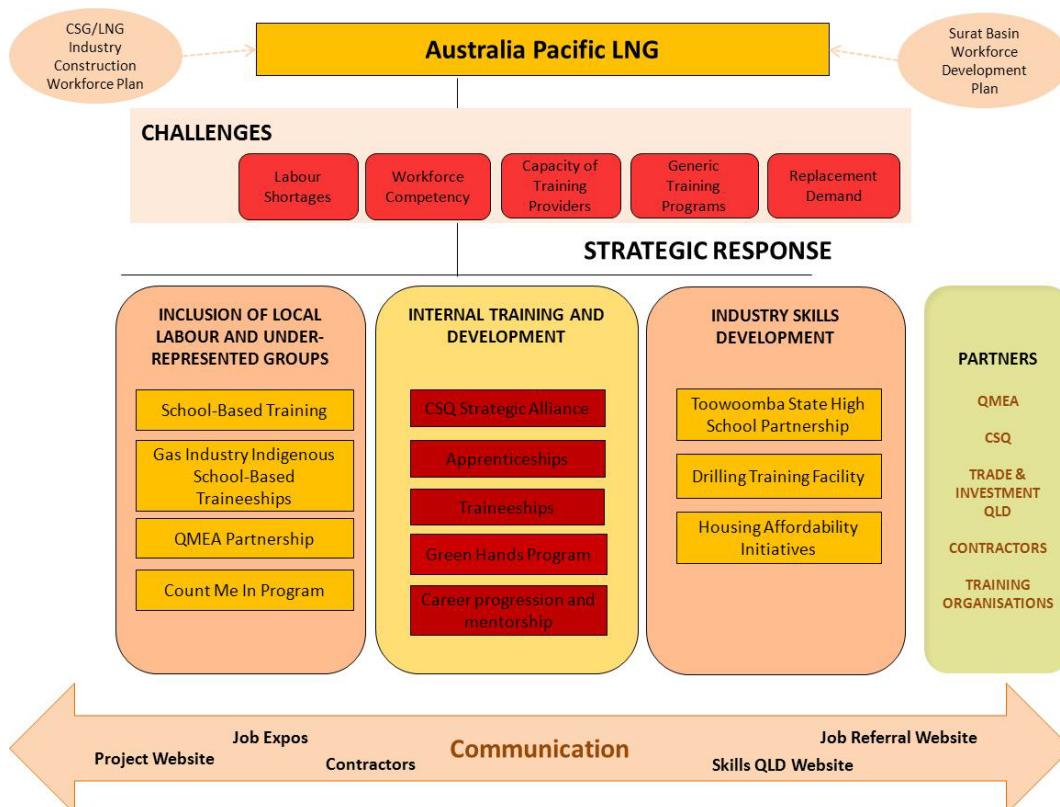 CSG/LNG
Industry
Construction
Workforce Plan
Australia Pacific LNG
Surat Basin
Workforce
Development
Plan
CHALLENGES
Labour
Shortages
Workforce
Competency
Capacity of
Training
Providers
Generic
Training
Programs
Replacement
Demand
STRATEGIC RESPONSE
INCLUSION OF LOCAL
LABOUR AND UNDER-
REPRESENTED GROUPS
School-Based Training
Gas Industry Indigenous
School-Based
Traineeships
QMEA Partnership
Count Me In Program
INTERNAL TRAINING AND
DEVELOPMENT
CSQ Strategic Alliance
Apprenticeships
Traineeships
Green Hands Program
Career progression and
mentorship
INDUSTRY SKILLS
DEVELOPMENT
Toowoomba State High
School Partnership
Drilling Training Facility
Housing Affordability
Initiatives
PARTNERS
QMEA
CSQ
TRADE &
INVESTMENT
QLD
CONTRACTORS
TRAINING
ORGANISATIONS
Project Website
Job Expos
Contractors
Communication
Skills QLD Website
Job Referral Website